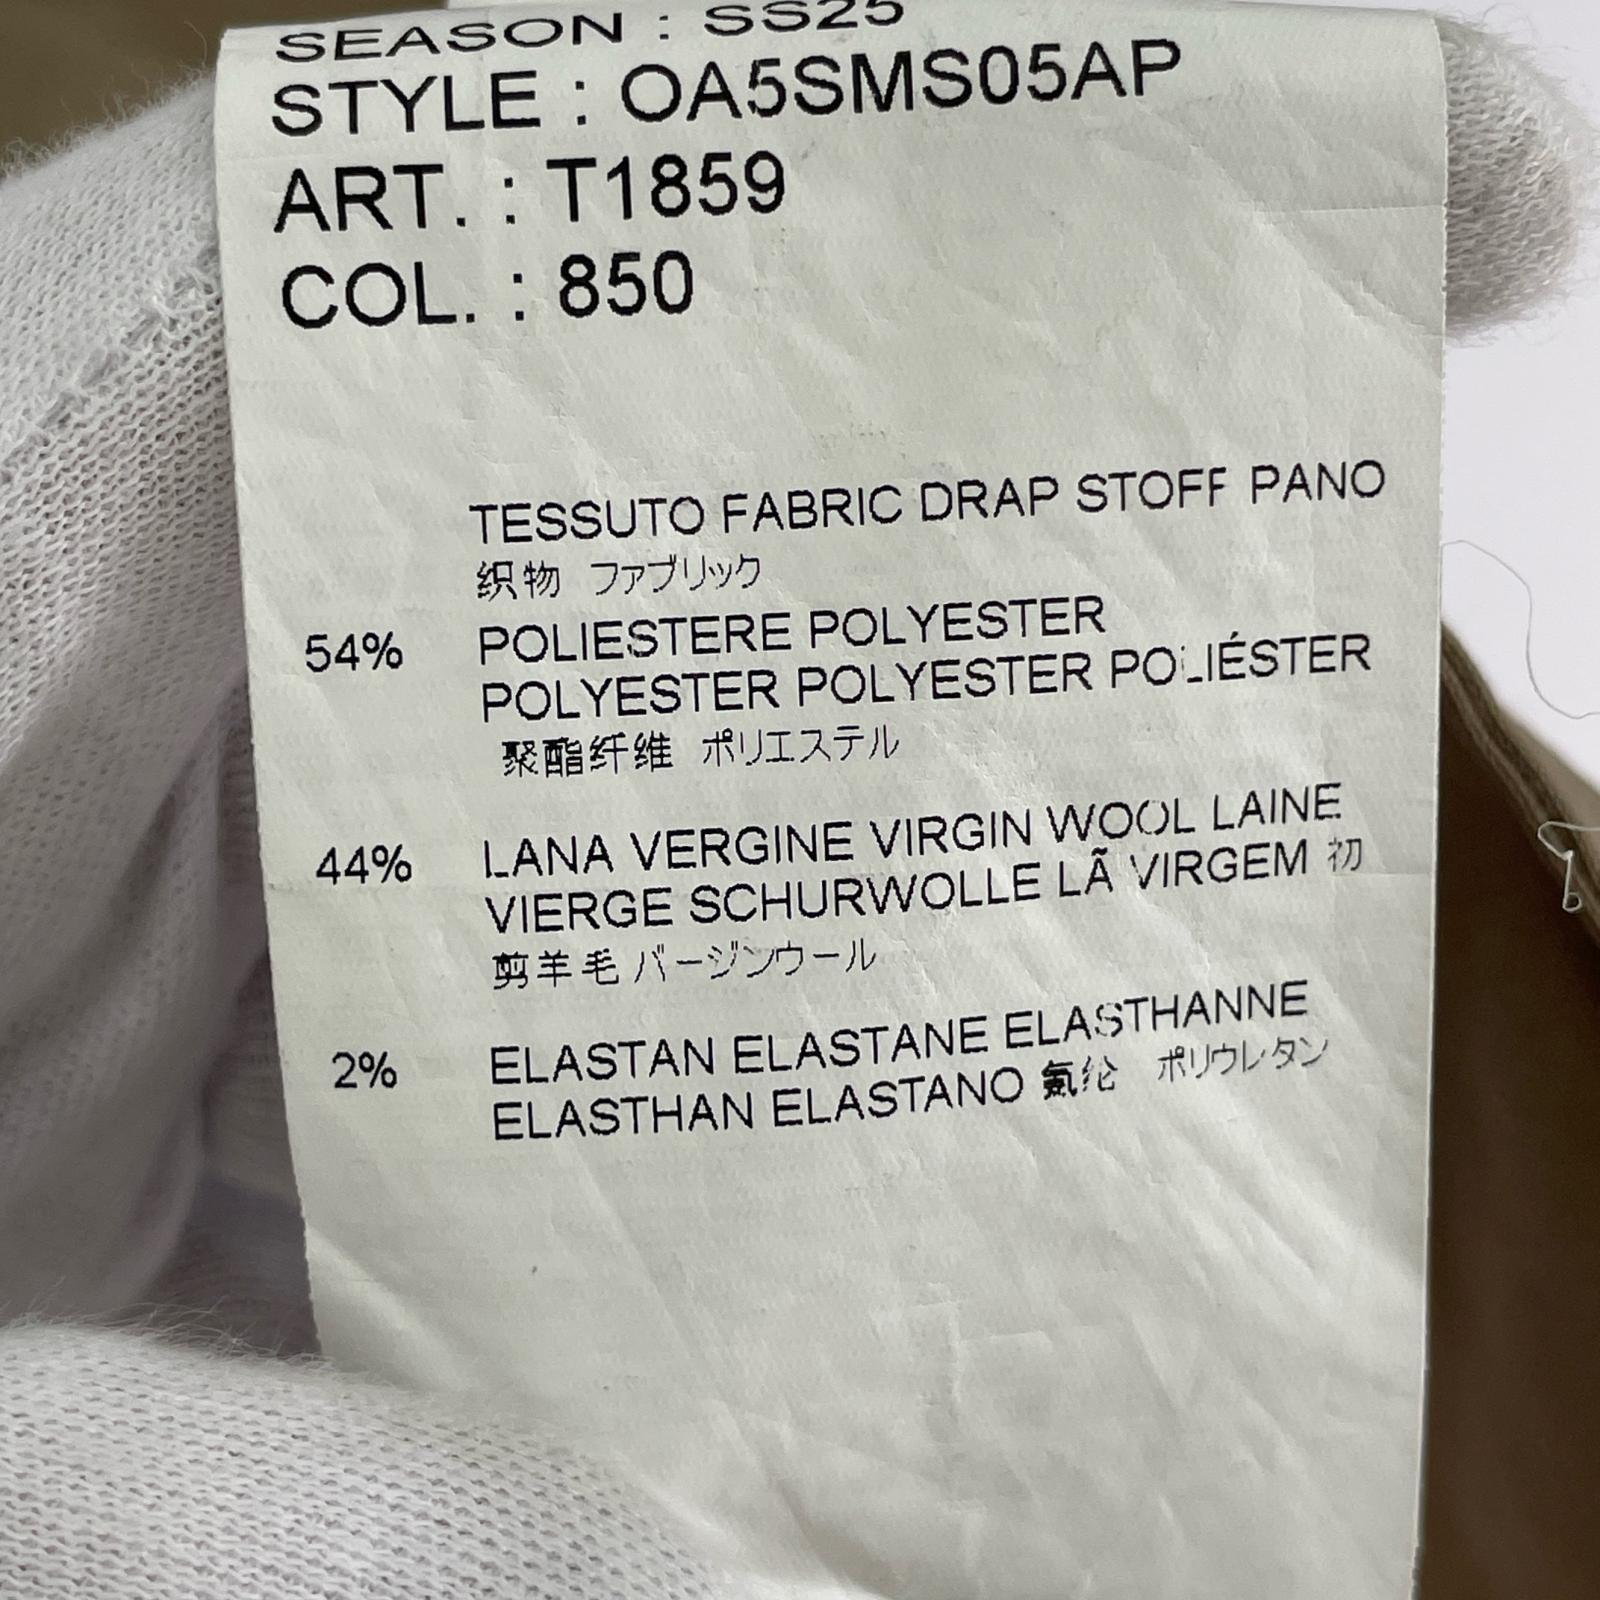 SEASON : SS25
STYLE : OA5SMS05AP
ART. : T1859
COL. : 850
TESSUTO FABRIC DRAP STOFF PANO
织物 ファブリック
54% POLIESTERE POLYESTER
POLYESTER POLYESTER POLIÉSTER
聚酯纤维 ポリエステル
44% LANA VERGINE VIRGIN WOOL LAINE
VIERGE SCHURWOLLE LÃ VIRGEM 初
剪羊毛 バージンウール
2% ELASTAN ELASTANE ELASTHANNE
ELASTHAN ELASTANO 氨纶 ポリウレタン